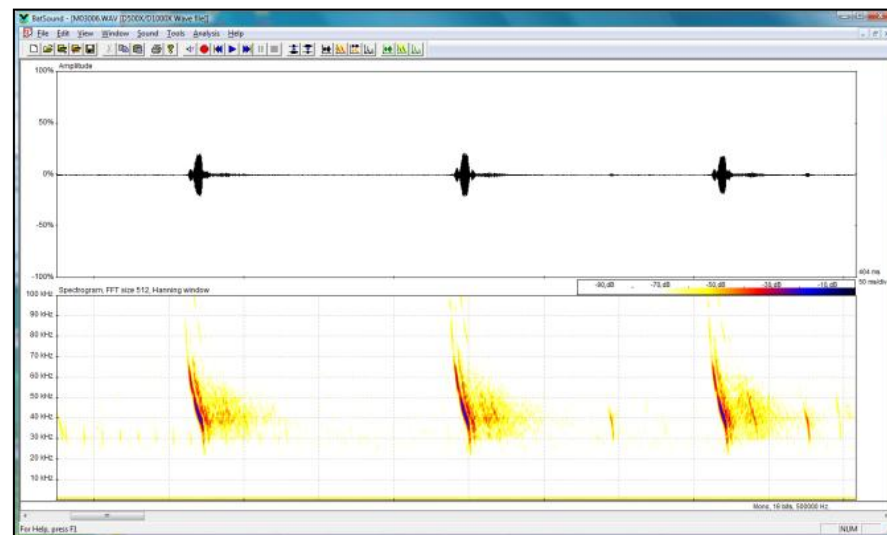 BatSound - [M03006.WAV [D500X/D1000X Wave file]]
File Edit View Window Sound Tools Analysis Help
Amplitude
100%
50%
0%
-50%
-100%
404 ms
50 ms/div
Spectrogram, FFT size 512, Hanning window
-90 dB -70 dB -50 dB -30 dB -10 dB
100 kHz
90 kHz
80 kHz
70 kHz
60 kHz
50 kHz
40 kHz
30 kHz
20 kHz
10 kHz
Mono, 16 bits, 500000 Hz
For Help, press F1
NUM